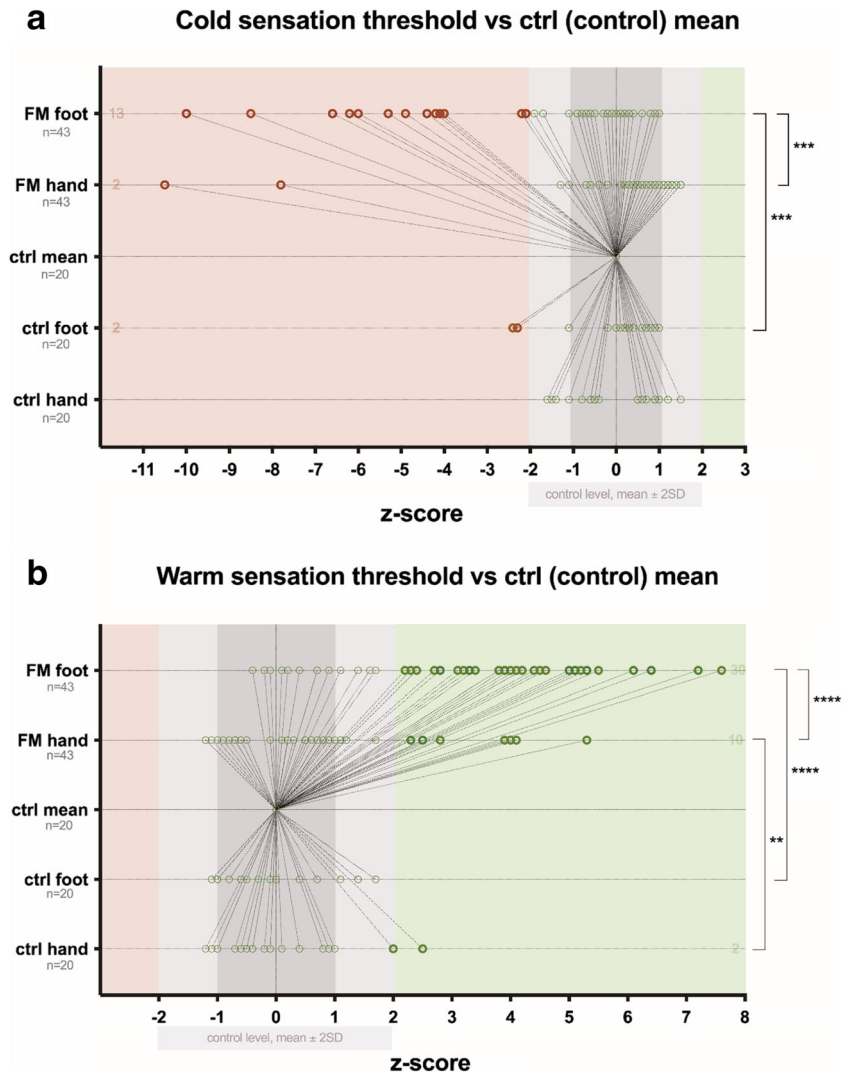 a
Cold sensation threshold vs ctrl (control) mean
FM foot
n=43
13
***
FM hand
n=43
2
***
ctrl mean
n=20
ctrl foot
n=20
2
ctrl hand
n=20
-11 -10 -9 -8 -7 -6 -5 -4 -3 -2 -1 0 1 2 3
control level, mean ± 2SD
z-score
b
Warm sensation threshold vs ctrl (control) mean
FM foot
n=43
30
****
FM hand
n=43
10
****
ctrl mean
n=20
**
ctrl foot
n=20
ctrl hand
n=20
2
-2 -1 0 1 2 3 4 5 6 7 8
control level, mean ± 2SD
z-score